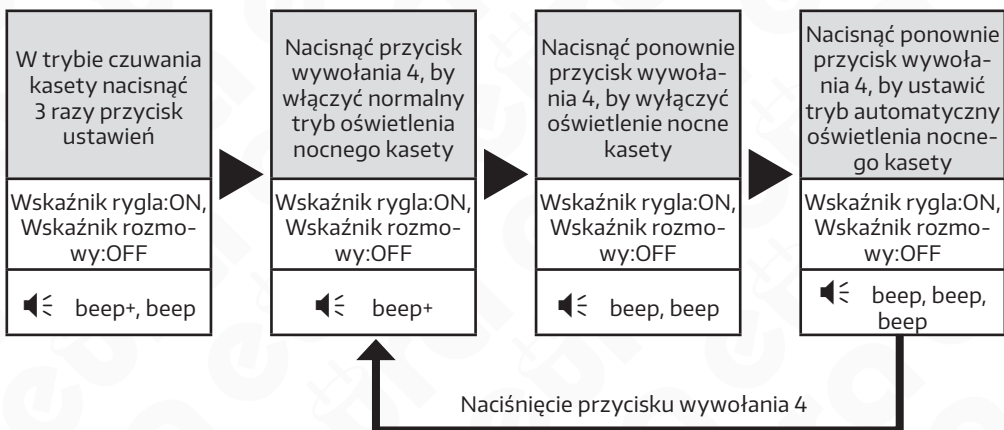 W trybie czuwania
kasety nacisnąć
3 razy przycisk
ustawień
Wskaźnik rygla:ON,
Wskaźnik rozmo-
wy:OFF
beep+, beep
Nacisnąć przycisk
wywołania 4, by
włączyć normalny
tryb oświetlenia
nocnego kasety
Wskaźnik rygla:ON,
Wskaźnik rozmo-
wy:OFF
beep+
Nacisnąć ponownie
przycisk wywoła-
nia 4, by wyłączyć
oświetlenie nocne
kasety
Wskaźnik rygla:ON,
Wskaźnik rozmo-
wy:OFF
beep, beep
Nacisnąć ponownie
przycisk wywoła-
nia 4, by ustawić
tryb automatyczny
oświetlenia nocne-
go kasety
Wskaźnik rygla:ON,
Wskaźnik rozmo-
wy:OFF
beep, beep,
beep
Naciśnięcie przycisku wywołania 4